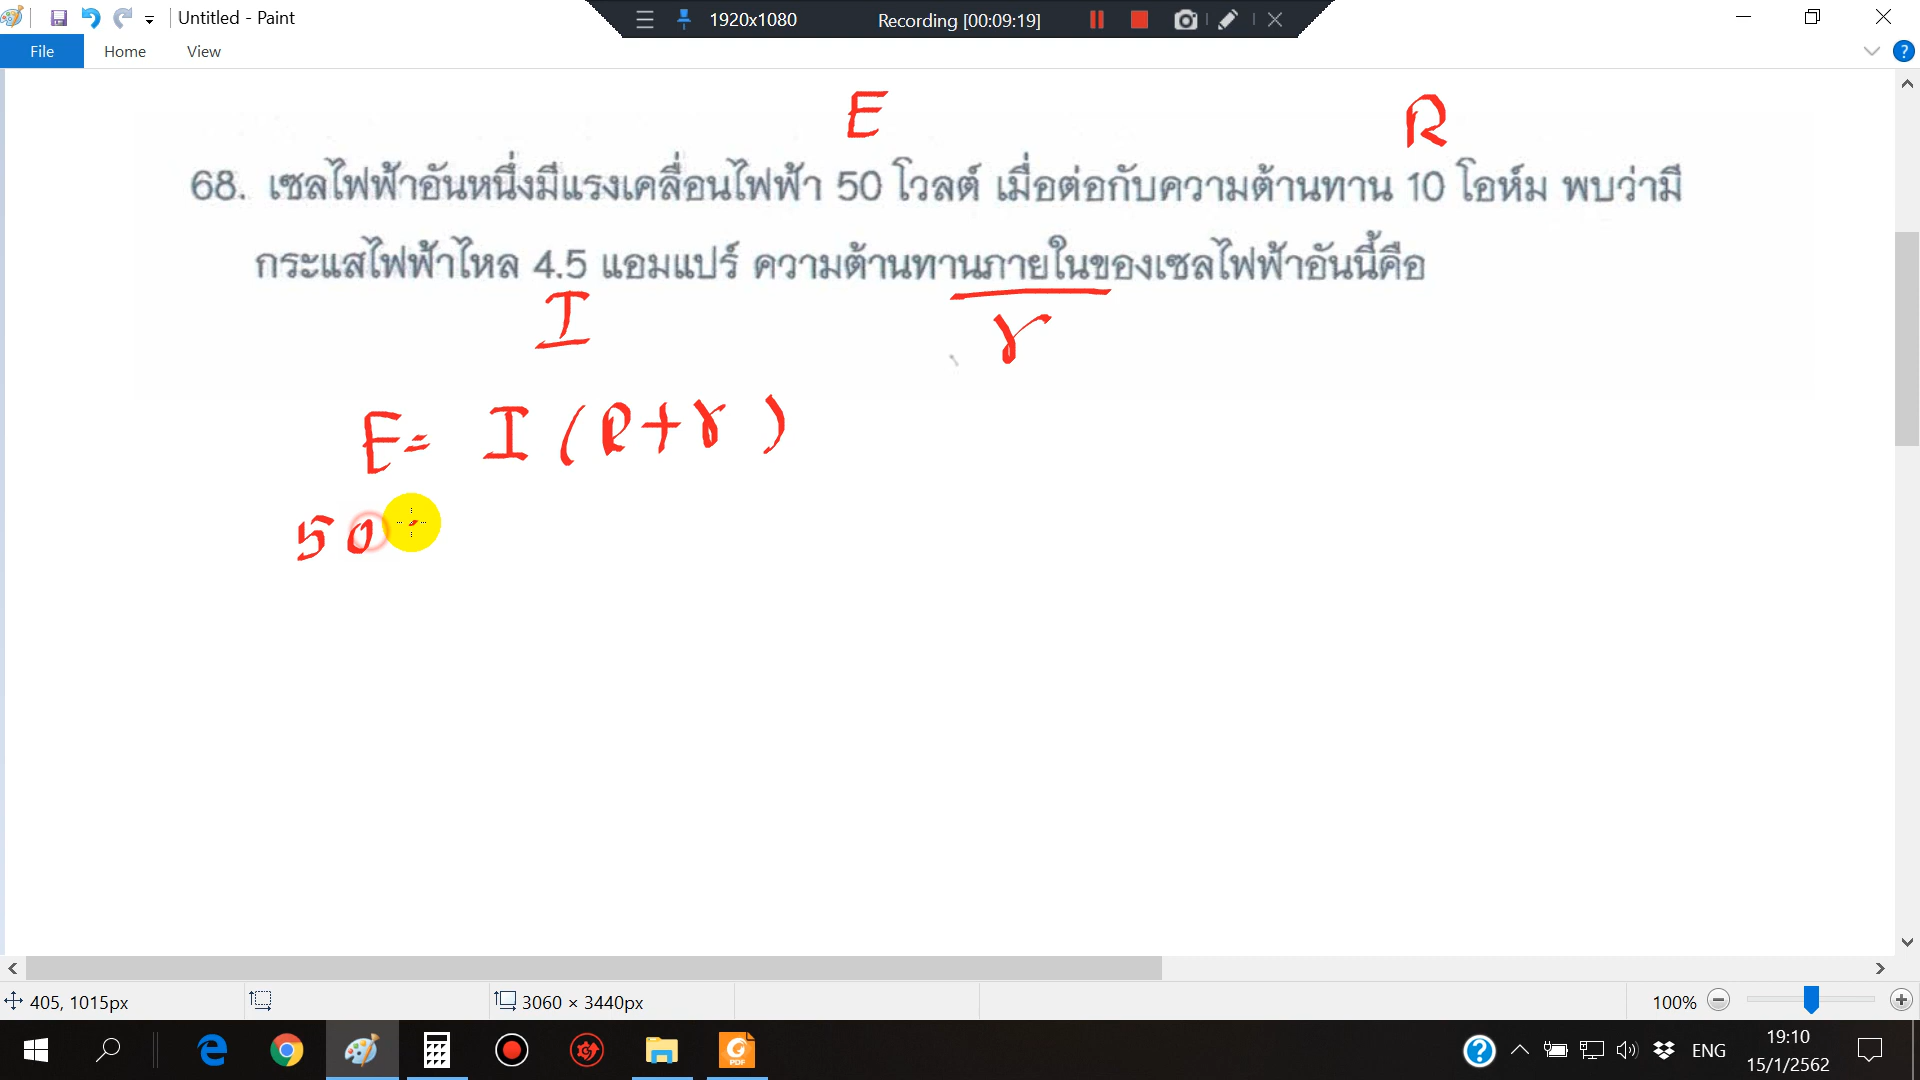 Untitled - Paint
1920x1080 Recording [00:09:19]
File Home View ?
E R
68. เซลไฟฟ้าอันหนึ่งมีแรงเคลื่อนไฟฟ้า 50 โวลต์ เมื่อต่อกับความต้านทาน 10 โอห์ม พบว่ามี
กระแสไฟฟ้าไหล 4.5 แอมแปร์ ความต้านทานภายในของเซลไฟฟ้าอันนี้คือ
I r
E = I (R+r)
50
405, 1015px 3060 × 3440px 100%
PDF ? ENG 19:10
15/1/2562